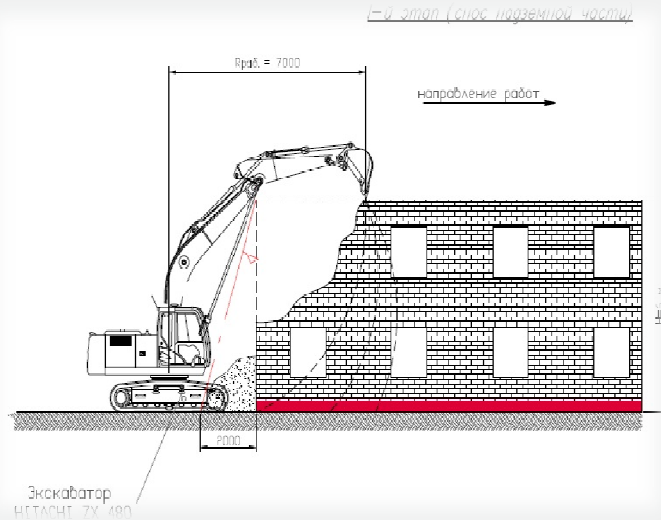 1-й этап (снос надземной части)
Rраб. = 7000
направление работ
2000
Экскаватор
HITACHI ZX 480